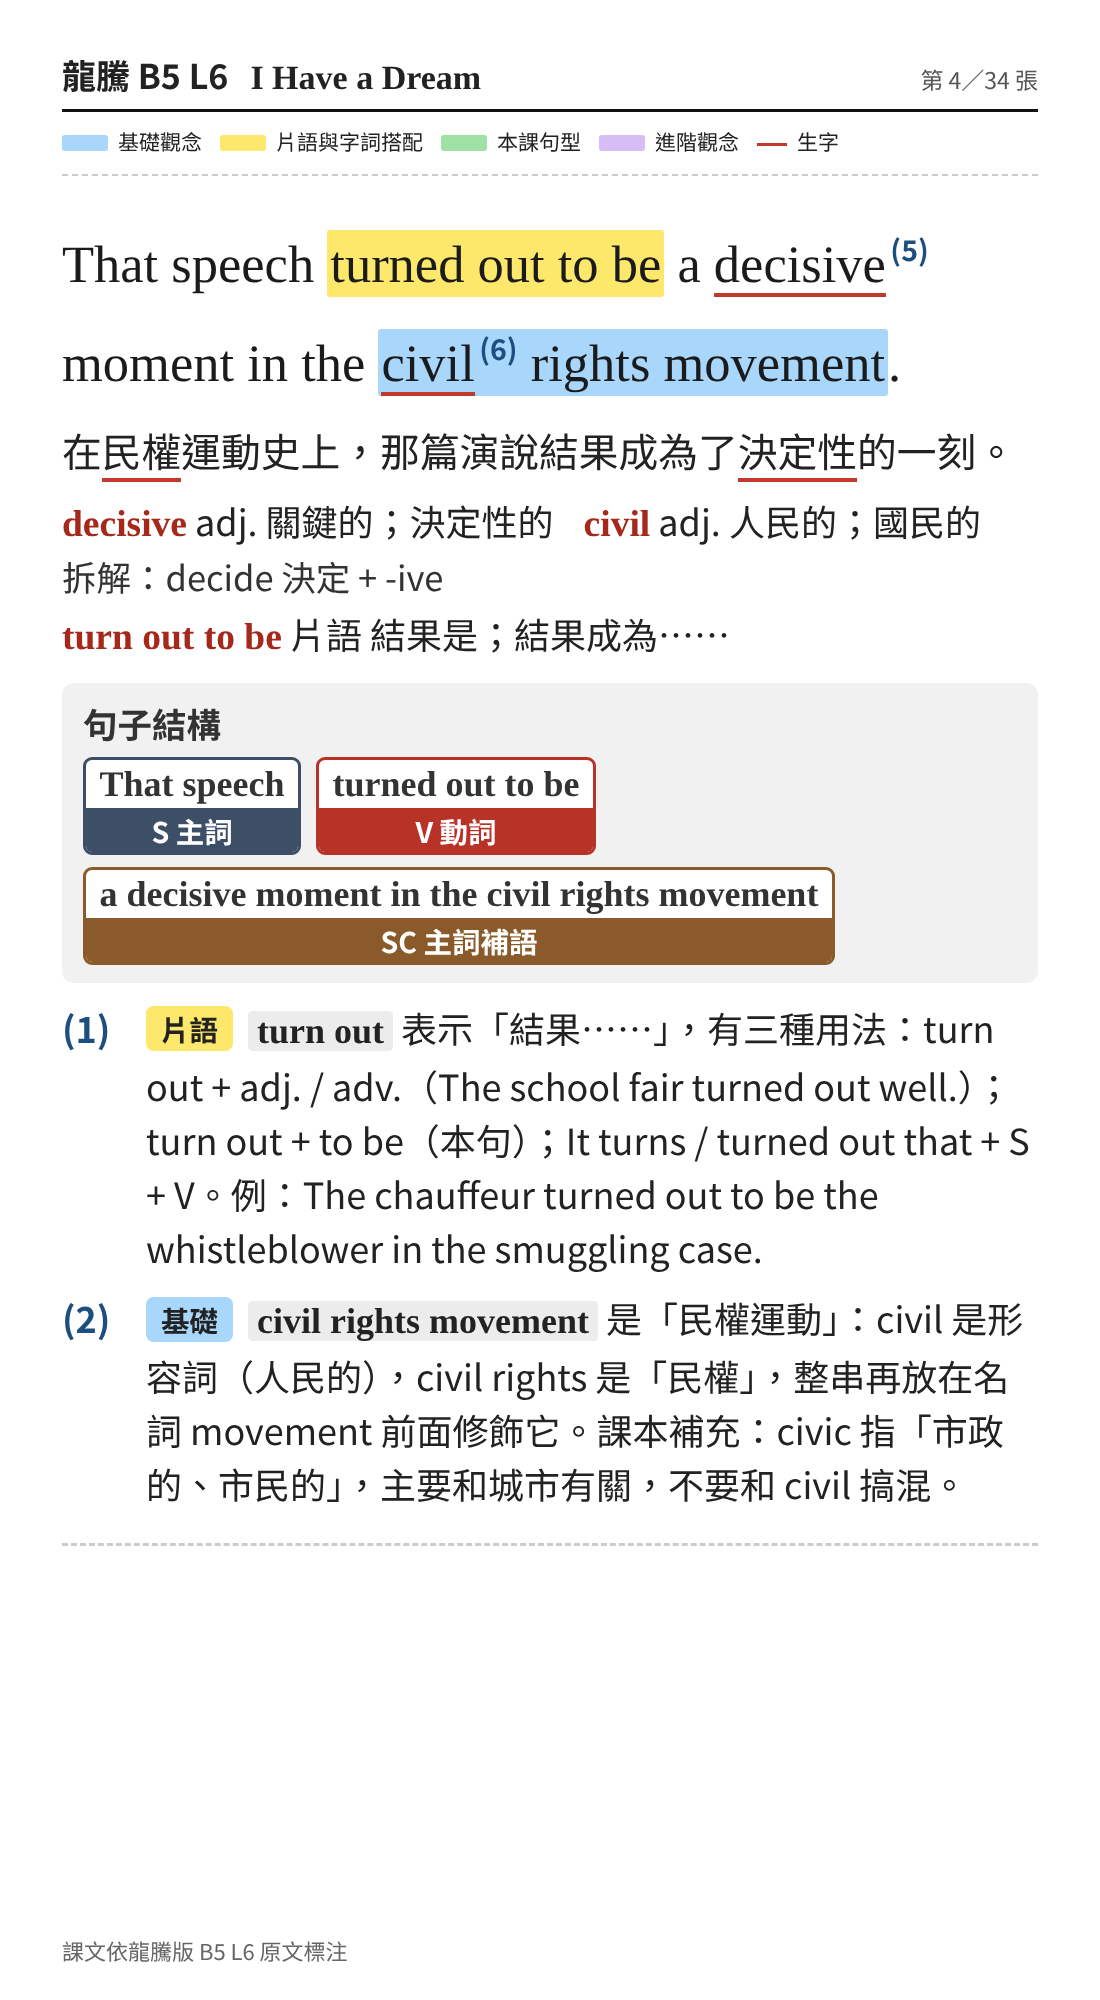 龍騰 B5 L6 I Have a Dream 第 4／34 張
基礎觀念 片語與字詞搭配 本課句型 進階觀念 生字
That speech turned out to be a decisive(5)
moment in the civil(6) rights movement.
在民權運動史上，那篇演說結果成為了決定性的一刻。
decisive adj. 關鍵的；決定性的 civil adj. 人民的；國民的
拆解：decide 決定 + -ive
turn out to be 片語 結果是；結果成為……
句子結構
That speech turned out to be
S 主詞 V 動詞
a decisive moment in the civil rights movement
SC 主詞補語
(1) 片語 turn out 表示「結果……」，有三種用法：turn
out + adj. / adv.（The school fair turned out well.）；
turn out + to be（本句）；It turns / turned out that + S
+ V。例：The chauffeur turned out to be the
whistleblower in the smuggling case.
(2) 基礎 civil rights movement 是「民權運動」：civil 是形
容詞（人民的），civil rights 是「民權」，整串再放在名
詞 movement 前面修飾它。課本補充：civic 指「市政
的、市民的」，主要和城市有關，不要和 civil 搞混。
課文依龍騰版 B5 L6 原文標注